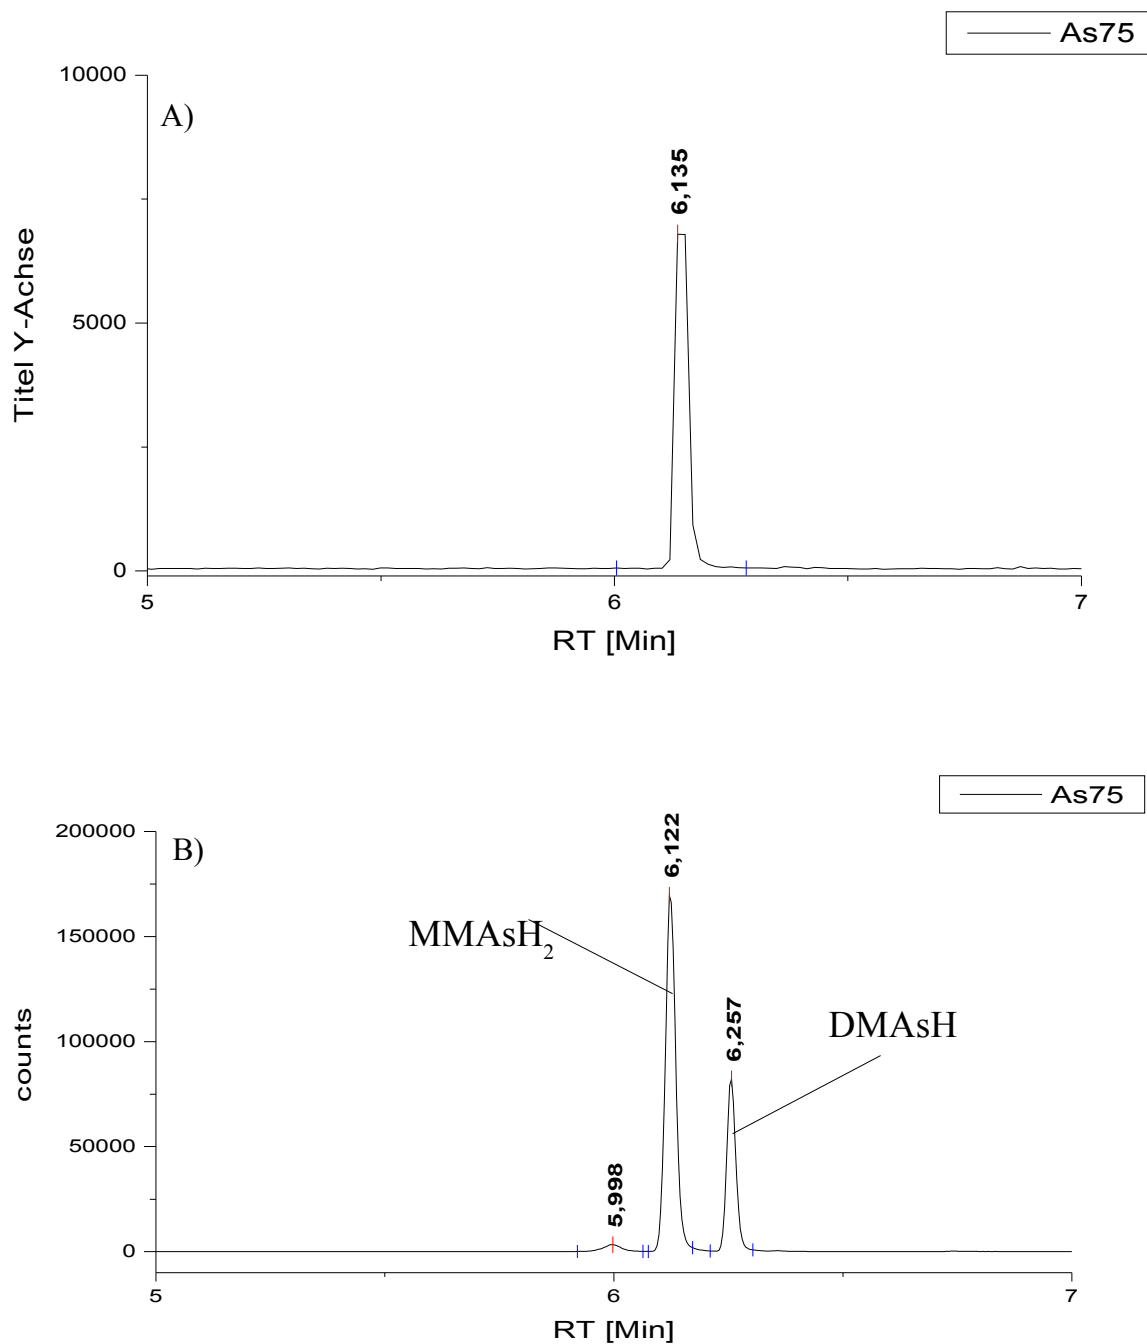 As75
10000
A)
6,135
Titel Y-Achse
5000
0
5
6
7
RT [Min]
As75
200000
B)
6,122
150000
MMAsH₂
counts
100000
6,257
DMAsH
50000
5,998
0
5
6
7
RT [Min]